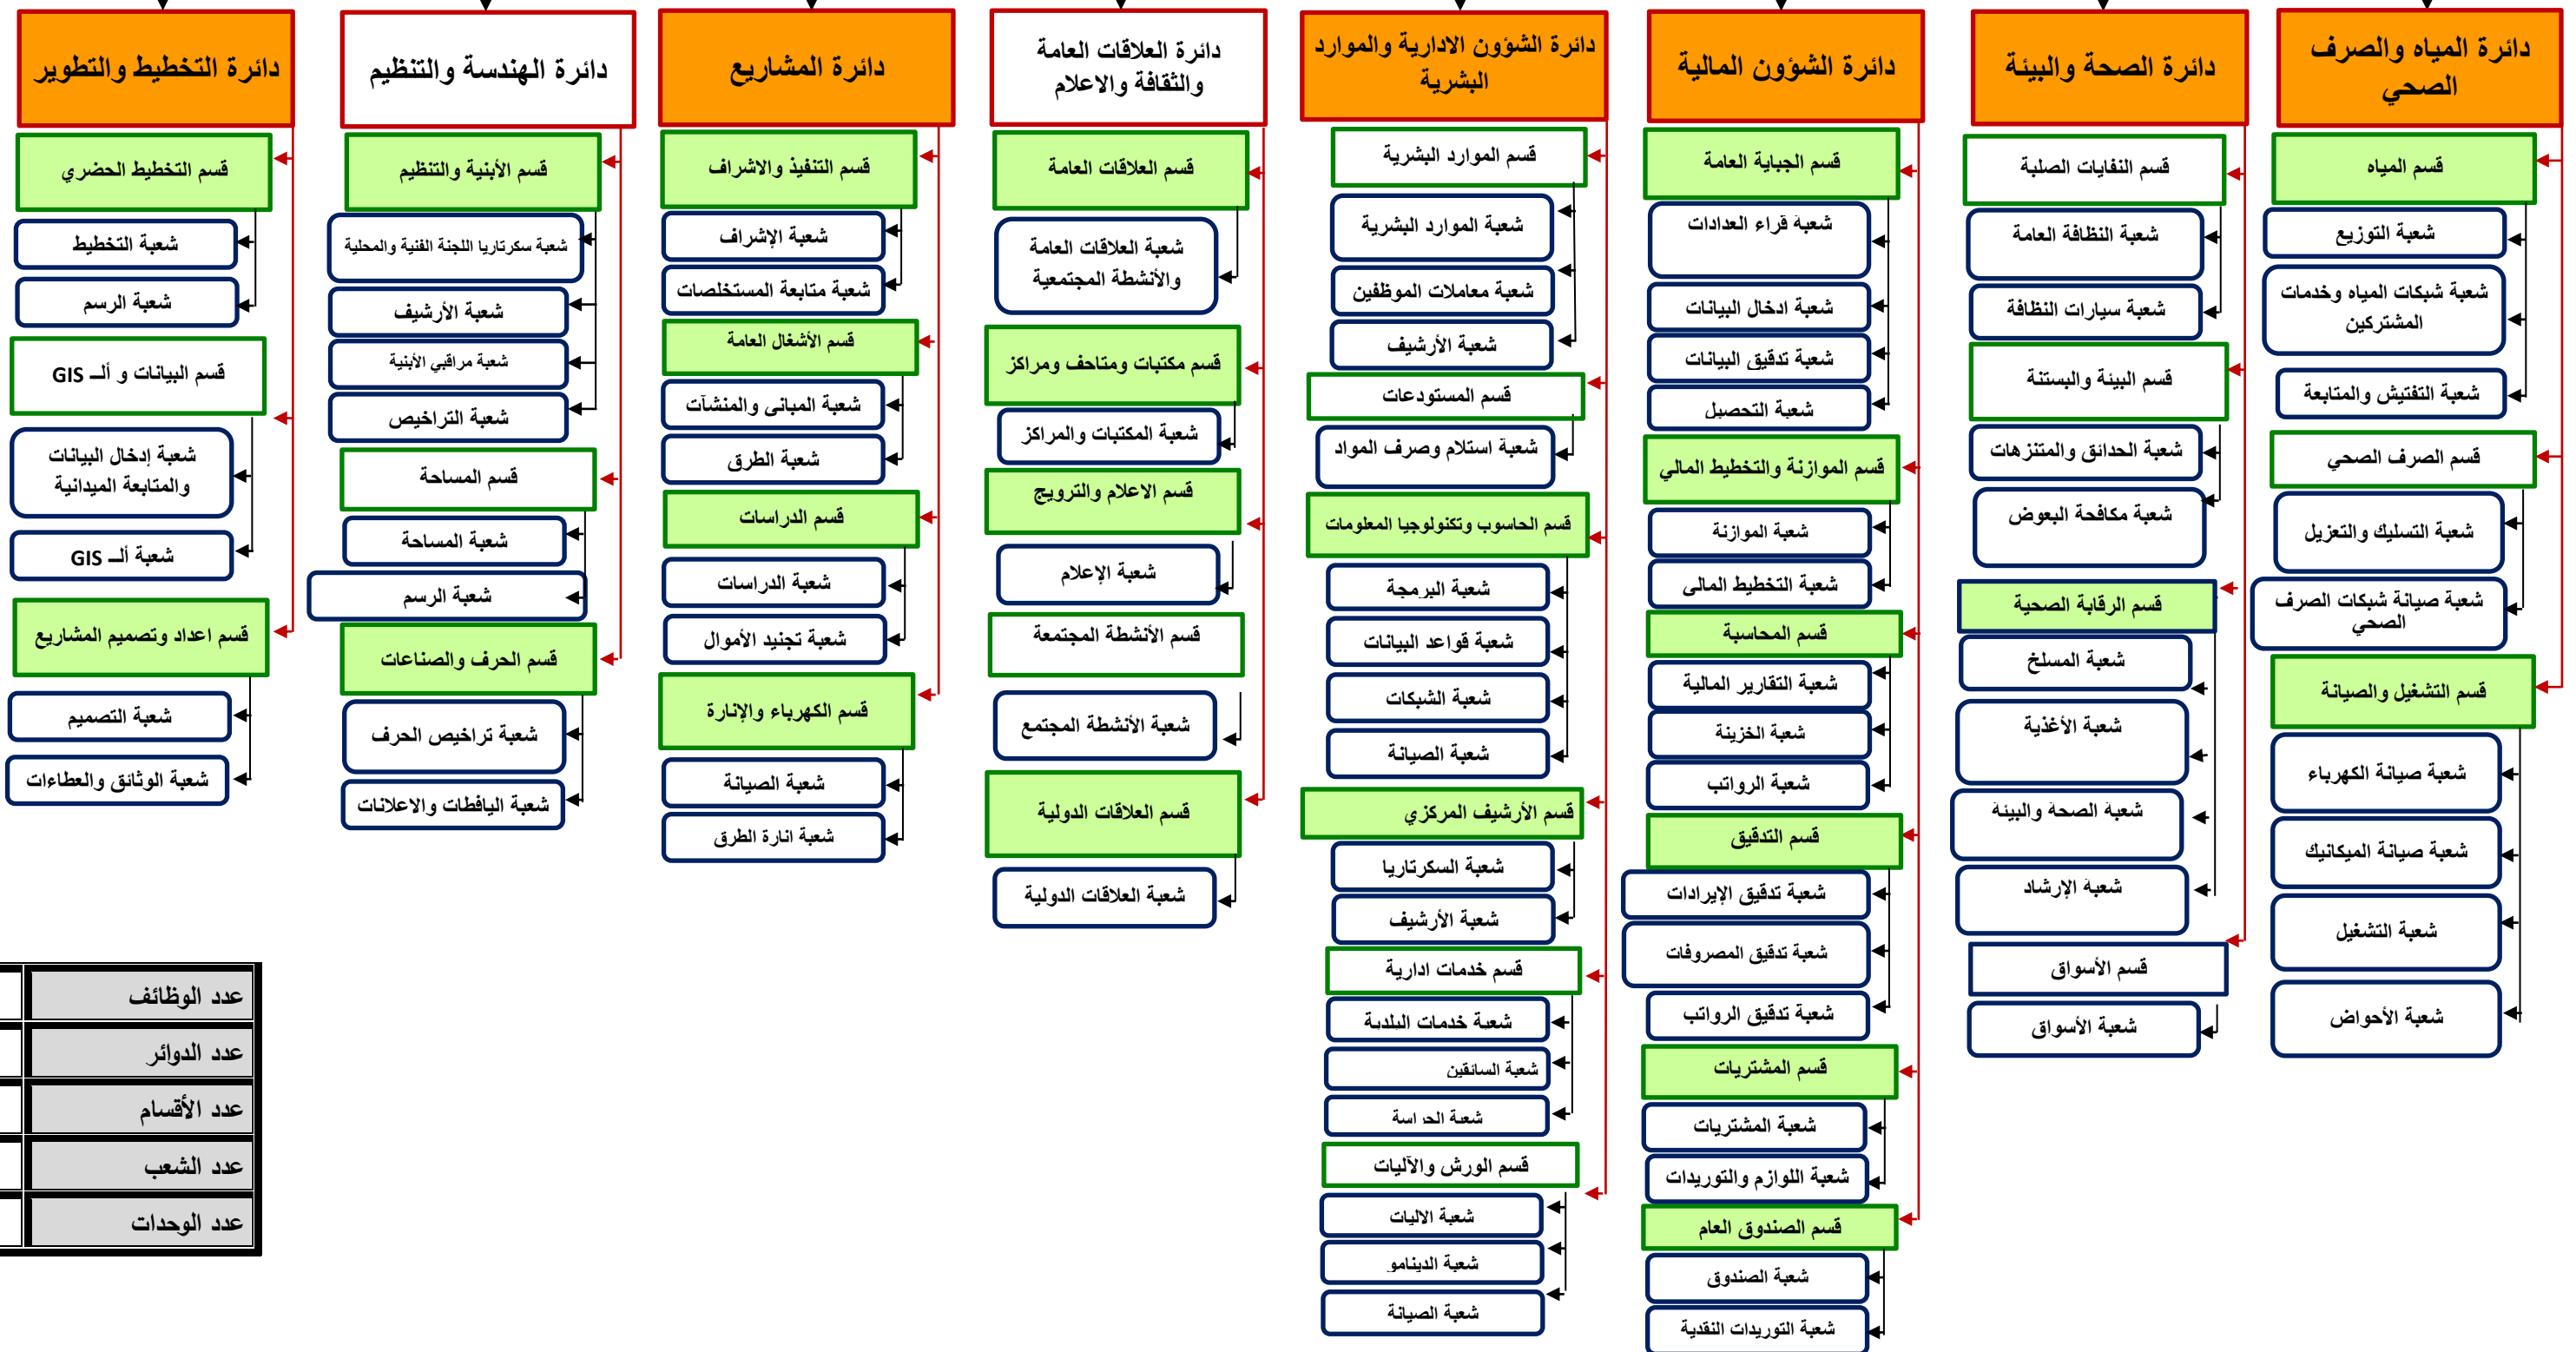 دائرة المياه والصرف
الصحي
قسم المياه
شعبة التوزيع
شعبة شبكات المياه وخدمات
المشتركين
شعبة التفتيش والمتابعة
قسم الصرف الصحي
شعبة التسليك والتعزيل
شعبة صيانة شبكات الصرف
الصحي
قسم التشغيل والصيانة
شعبة صيانة الكهرباء
شعبة صيانة الميكانيك
شعبة التشغيل
شعبة الأحواض
دائرة الصحة والبيئة
قسم النفايات الصلبة
شعبة النظافة العامة
شعبة سيارات النظافة
قسم البيئة والبستنة
شعبة الحدائق والمتنزهات
شعبة مكافحة البعوض
قسم الرقابة الصحية
شعبة المسلخ
شعبة الأغذية
شعبة الصحة والبيئة
شعبة الإرشاد
قسم الأسواق
شعبة الأسواق
دائرة الشؤون المالية
قسم الجباية العامة
شعبة قراء العدادات
شعبة ادخال البيانات
شعبة تدقيق البيانات
شعبة التحصيل
قسم الموازنة والتخطيط المالي
شعبة الموازنة
شعبة التخطيط المالي
قسم المحاسبة
شعبة التقارير المالية
شعبة الخزينة
شعبة الرواتب
قسم التدقيق
شعبة تدقيق الإيرادات
شعبة تدقيق المصروفات
شعبة تدقيق الرواتب
قسم المشتريات
شعبة المشتريات
شعبة اللوازم والتوريدات
قسم الصندوق العام
شعبة الصندوق
شعبة التوريدات النقدية
دائرة الشؤون الادارية والموارد
البشرية
قسم الموارد البشرية
شعبة الموارد البشرية
شعبة معاملات الموظفين
شعبة الأرشيف
قسم المستودعات
شعبة استلام وصرف المواد
قسم الحاسوب وتكنولوجيا المعلومات
شعبة البرمجة
شعبة قواعد البيانات
شعبة الشبكات
شعبة الصيانة
قسم الأرشيف المركزي
شعبة السكرتاريا
شعبة الأرشيف
قسم خدمات ادارية
شعبة خدمات البلدية
شعبة السائقين
شعبة الحراسة
قسم الورش والآليات
شعبة الاليات
شعبة الدينامو
شعبة الصيانة
دائرة العلاقات العامة
والثقافة والاعلام
قسم العلاقات العامة
شعبة العلاقات العامة
والأنشطة المجتمعية
قسم مكتبات ومتاحف ومراكز
شعبة المكتبات والمراكز
قسم الاعلام والترويج
شعبة الإعلام
قسم الأنشطة المجتمعة
شعبة الأنشطة المجتمع
قسم العلاقات الدولية
شعبة العلاقات الدولية
دائرة المشاريع
قسم التنفيذ والاشراف
شعبة الإشراف
شعبة متابعة المستخلصات
قسم الأشغال العامة
شعبة المباني والمنشآت
شعبة الطرق
قسم الدراسات
شعبة الدراسات
شعبة تجنيد الأموال
قسم الكهرباء والإنارة
شعبة الصيانة
شعبة انارة الطرق
دائرة الهندسة والتنظيم
قسم الأبنية والتنظيم
شعبة سكرتاريا اللجنة الفنية والمحلية
شعبة الأرشيف
شعبة مراقبي الأبنية
شعبة التراخيص
قسم المساحة
شعبة المساحة
شعبة الرسم
قسم الحرف والصناعات
شعبة تراخيص الحرف
شعبة اليافطات والاعلانات
دائرة التخطيط والتطوير
قسم التخطيط الحضري
شعبة التخطيط
شعبة الرسم
قسم البيانات و ألــ GIS
شعبة إدخال البيانات
والمتابعة الميدانية
شعبة ألــ GIS
قسم اعداد وتصميم المشاريع
شعبة التصميم
شعبة الوثائق والعطاءات
عدد الوظائف
عدد الدوائر
عدد الأقسام
عدد الشعب
عدد الوحدات